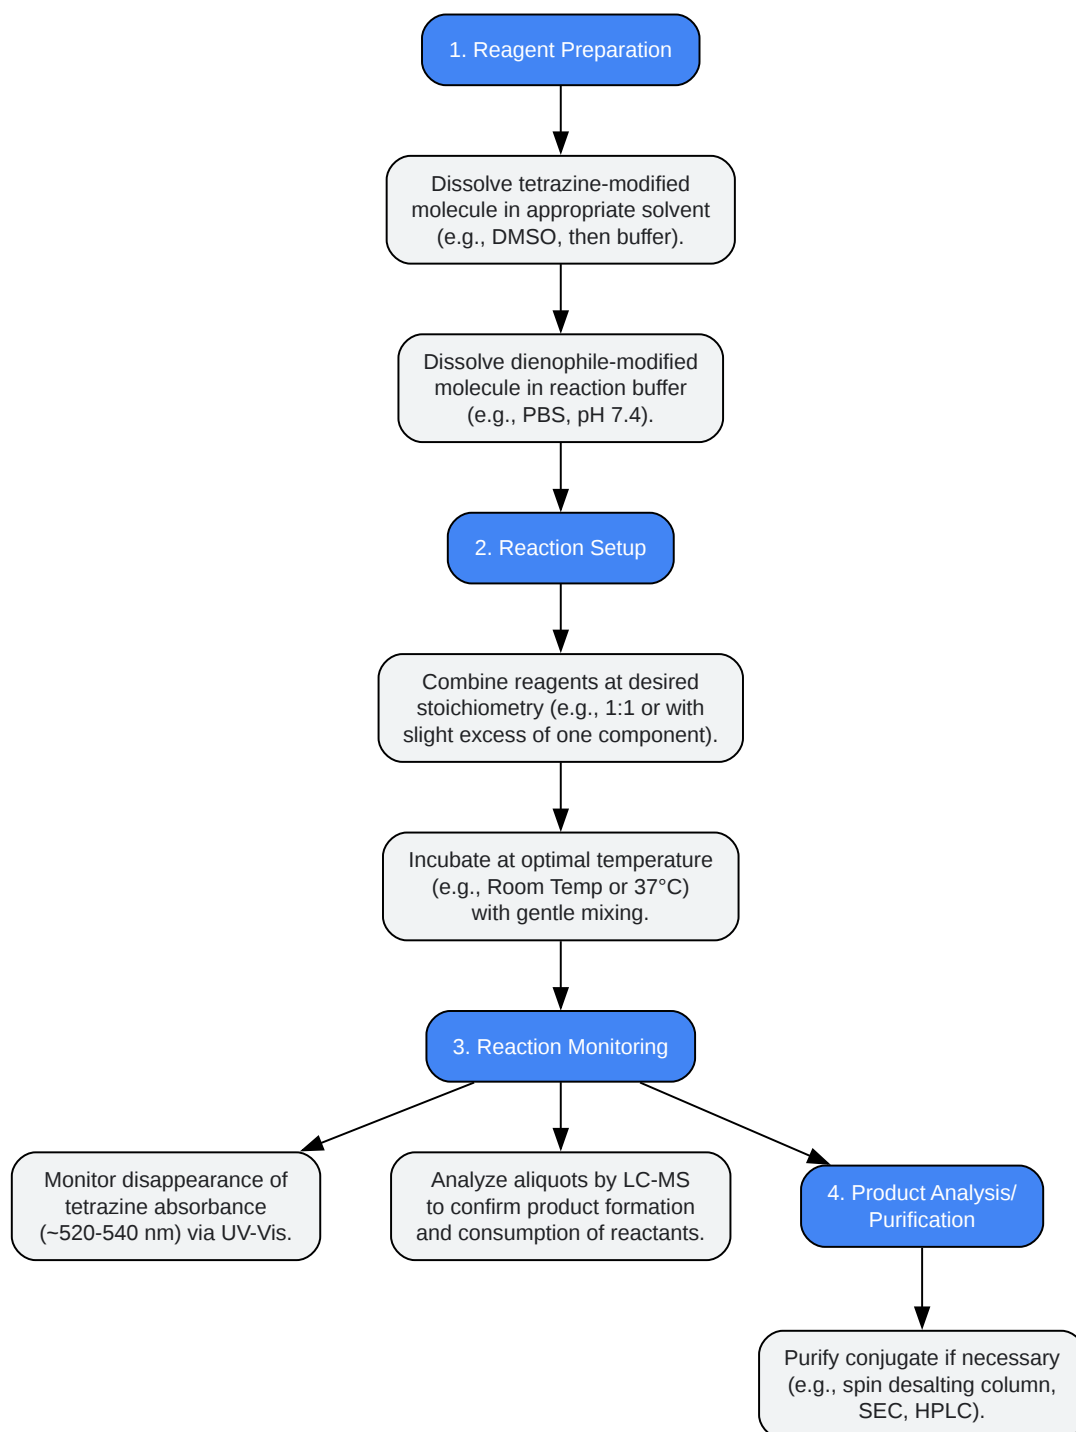 1. Reagent Preparation
Dissolve tetrazine-modified
molecule in appropriate solvent
(e.g., DMSO, then buffer).
Dissolve dienophile-modified
molecule in reaction buffer
(e.g., PBS, pH 7.4).
2. Reaction Setup
Combine reagents at desired
stoichiometry (e.g., 1:1 or with
slight excess of one component).
Incubate at optimal temperature
(e.g., Room Temp or 37°C)
with gentle mixing.
3. Reaction Monitoring
Monitor disappearance of
tetrazine absorbance
(~520-540 nm) via UV-Vis.
Analyze aliquots by LC-MS
to confirm product formation
and consumption of reactants.
4. Product Analysis/
Purification
Purify conjugate if necessary
(e.g., spin desalting column,
SEC, HPLC).